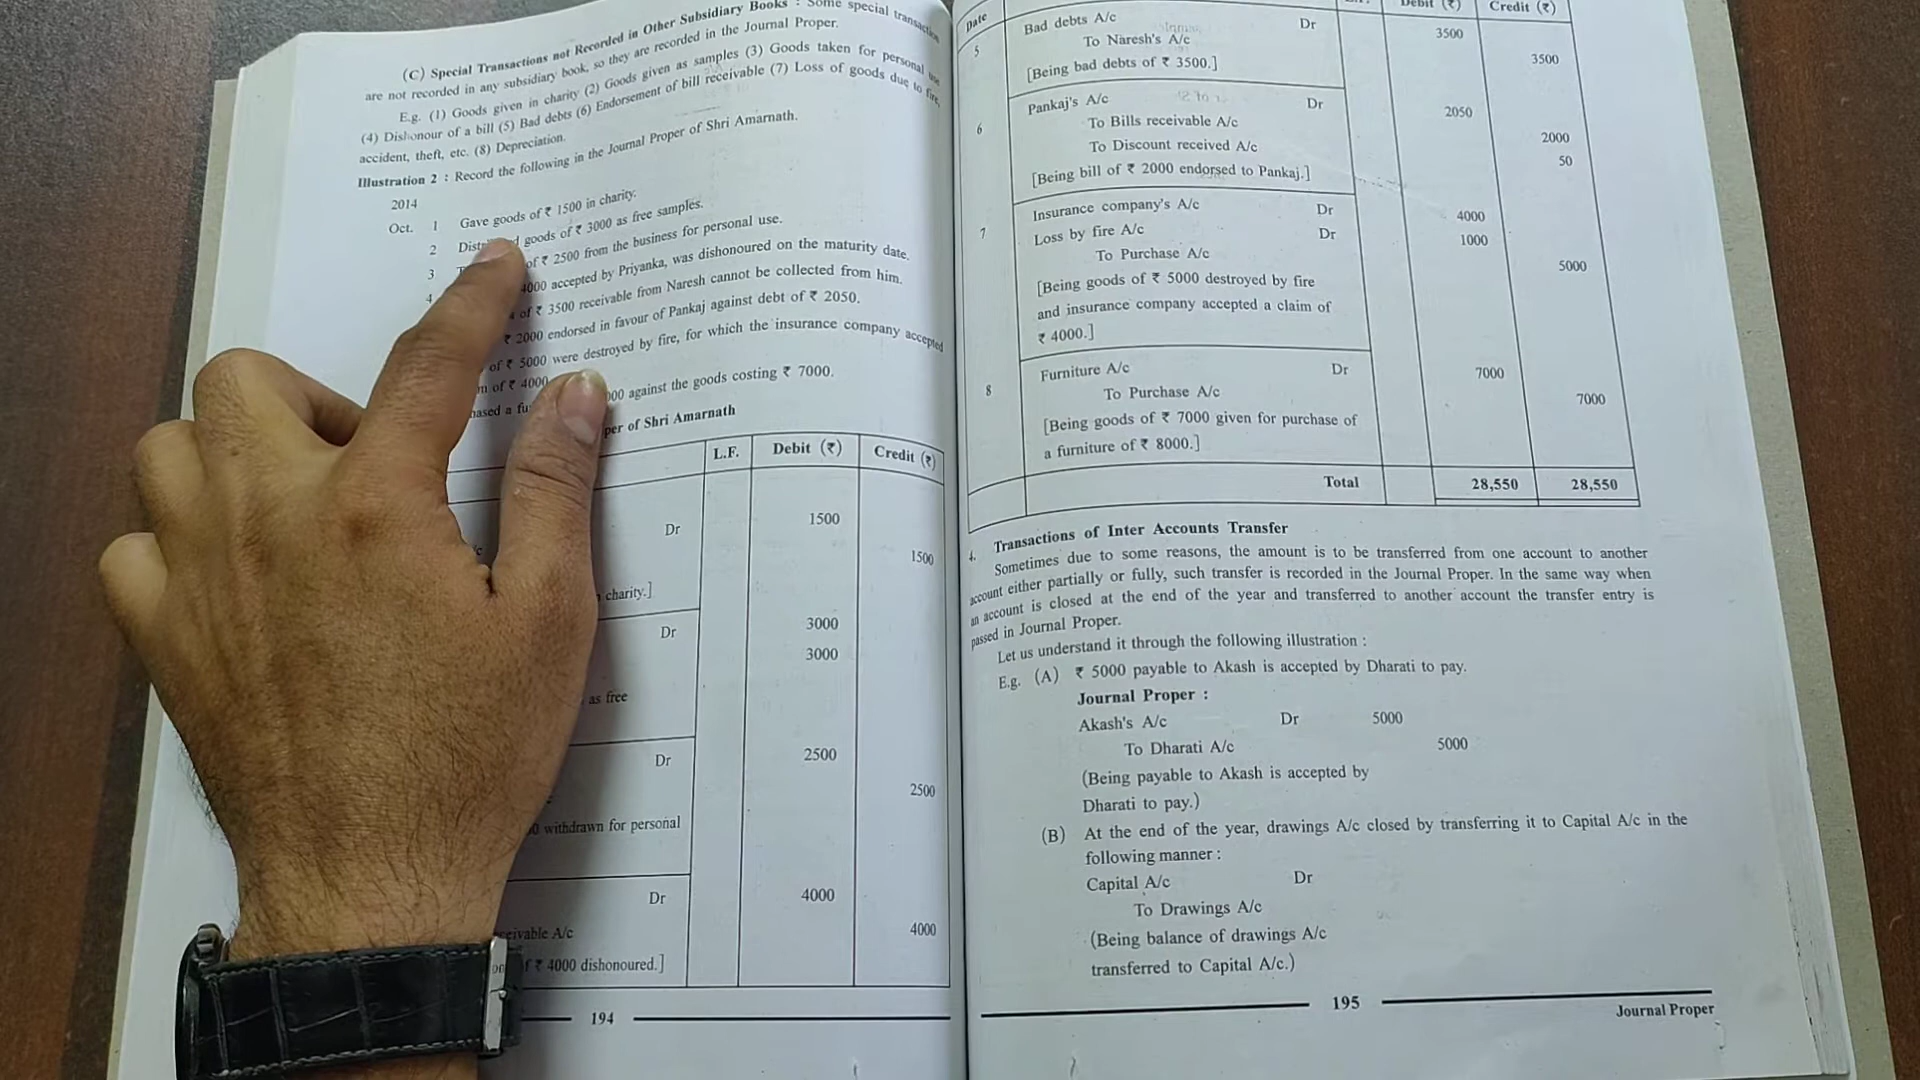 (C) Special Transactions not Recorded in Other Subsidiary Books : Some special transaction
are not recorded in any subsidiary book, so they are recorded in the Journal Proper.
E.g. (1) Goods given in charity (2) Goods given as samples (3) Goods taken for personal use
(4) Dishonour of a bill (5) Bad debts (6) Endorsement of bill receivable (7) Loss of goods due to fire,
accident, theft, etc. (8) Depreciation.
Illustration 2 : Record the following in the Journal Proper of Shri Amarnath.
2014
Oct. 1 Gave goods of ₹ 1500 in charity.
2 goods of ₹ 3000 as free samples.
3 of ₹ 2500 from the business for personal use.
4 4000 accepted by Priyanka, was dishonoured on the maturity date.
of ₹ 3500 receivable from Naresh cannot be collected from him.
₹ 2000 endorsed in favour of Pankaj against debt of ₹ 2050.
of ₹ 5000 were destroyed by fire, for which the insurance company accepted
of ₹ 4000
a against the goods costing ₹ 7000.
of Shri Amarnath
L.F. Debit (₹) Credit (₹)
Dr 1500
1500
charity.]
Dr 3000
3000
as free
Dr 2500
2500
withdrawn for personal
Dr 4000
A/c 4000
₹ 4000 dishonoured.]
194
Date Debit (₹) Credit (₹)
5 Bad debts A/c Dr 3500
To Naresh's A/c 3500
[Being bad debts of ₹ 3500.]
6 Pankaj's A/c Dr 2050
To Bills receivable A/c 2000
To Discount received A/c 50
[Being bill of ₹ 2000 endorsed to Pankaj.]
7 Insurance company's A/c Dr 4000
Loss by fire A/c Dr 1000
To Purchase A/c 5000
[Being goods of ₹ 5000 destroyed by fire
and insurance company accepted a claim of
₹ 4000.]
8 Furniture A/c Dr 7000
To Purchase A/c 7000
[Being goods of ₹ 7000 given for purchase of
a furniture of ₹ 8000.]
Total 28,550 28,550
4. Transactions of Inter Accounts Transfer
Sometimes due to some reasons, the amount is to be transferred from one account to another
account either partially or fully, such transfer is recorded in the Journal Proper. In the same way when
an account is closed at the end of the year and transferred to another account the transfer entry is
passed in Journal Proper.
Let us understand it through the following illustration :
E.g. (A) ₹ 5000 payable to Akash is accepted by Dharati to pay.
Journal Proper :
Akash's A/c Dr 5000
To Dharati A/c 5000
(Being payable to Akash is accepted by
Dharati to pay.)
(B) At the end of the year, drawings A/c closed by transferring it to Capital A/c in the
following manner :
Capital A/c Dr
To Drawings A/c
(Being balance of drawings A/c
transferred to Capital A/c.)
195
Journal Proper